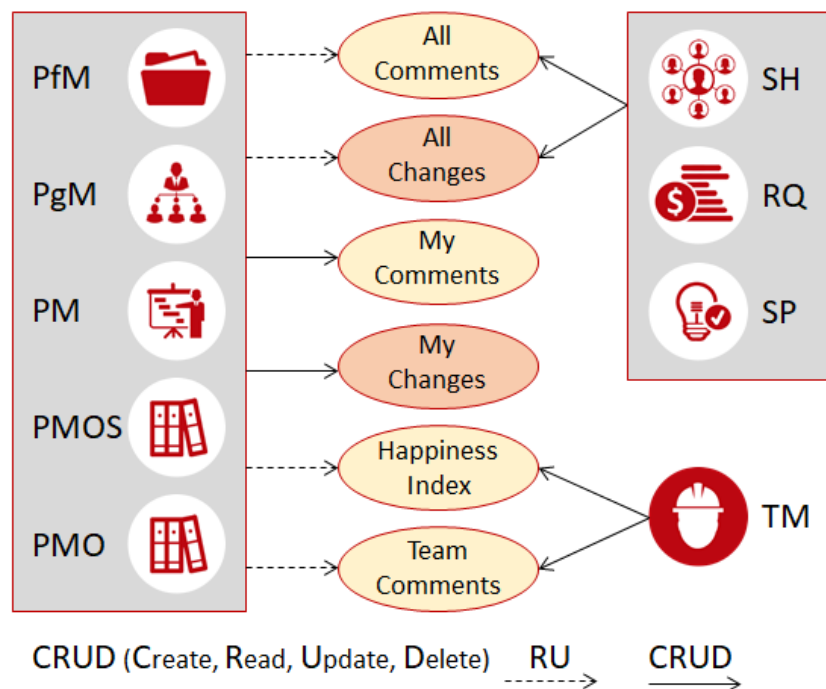 PfM
PgM
PM
PMOS
PMO
All
Comments
All
Changes
My
Comments
My
Changes
Happiness
Index
Team
Comments
SH
$
RQ
SP
TM
CRUD (Create, Read, Update, Delete) RU CRUD